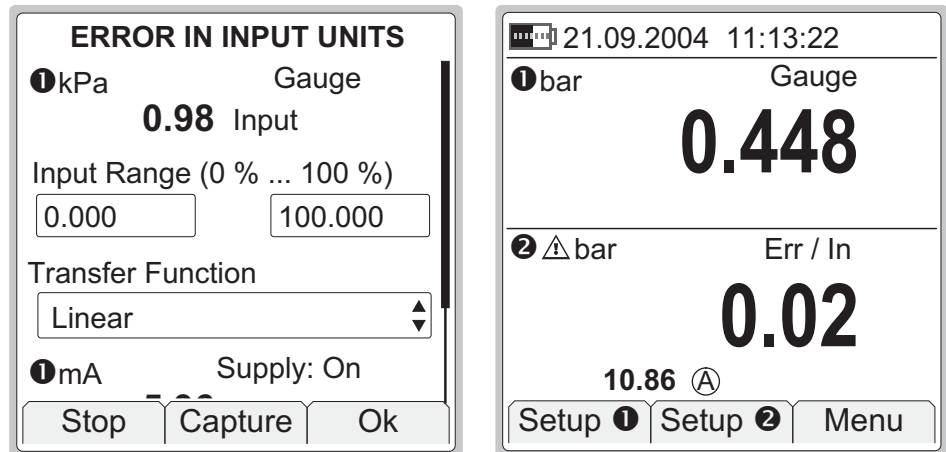 ERROR IN INPUT UNITS
❶kPa Gauge
0.98 Input
Input Range (0 % ... 100 %)
0.000 100.000
Transfer Function
Linear
❶mA Supply: On
Stop Capture Ok
21.09.2004 11:13:22
❶bar Gauge
0.448
❷⚠bar Err / In
0.02
10.86 Ⓐ
Setup ❶ Setup ❷ Menu